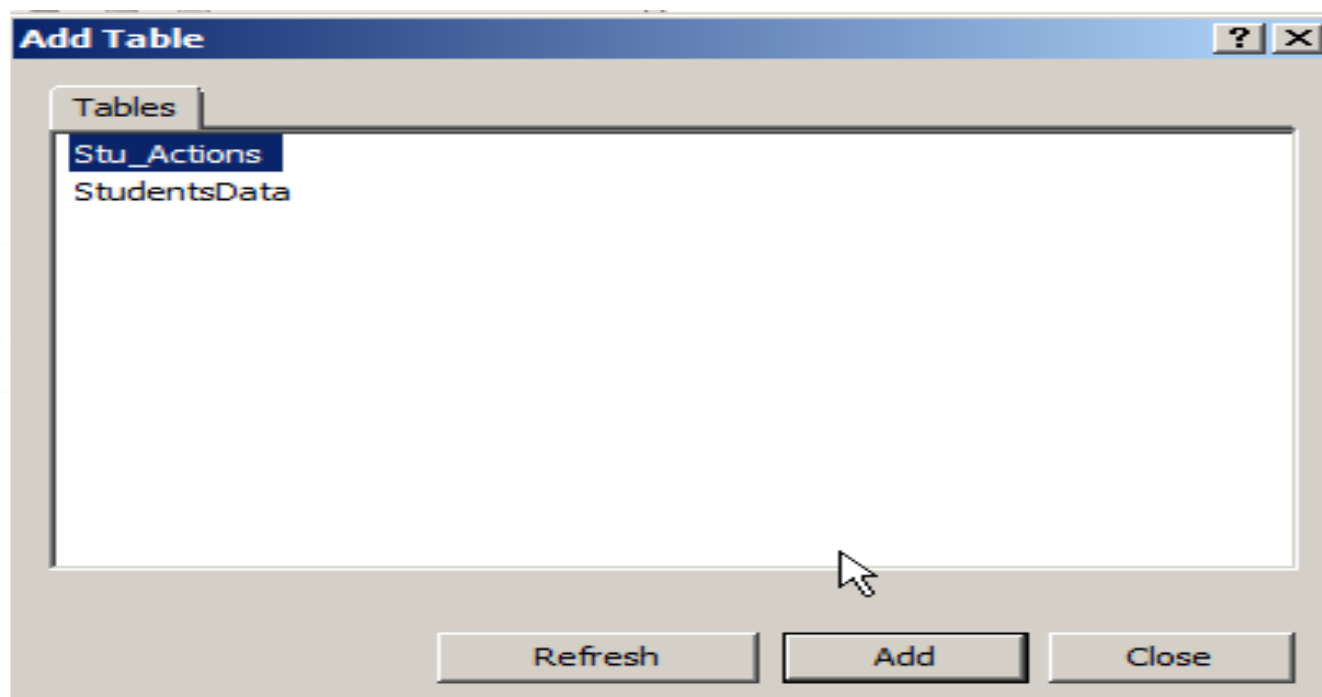 Add Table
Tables
Stu_Actions
StudentsData
Refresh Add Close